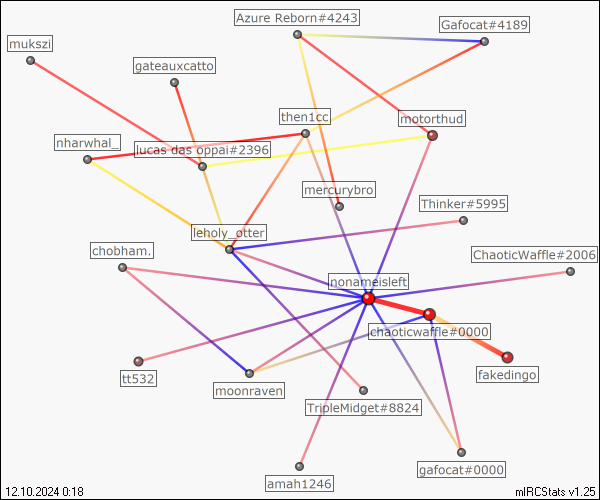 Azure Reborn#4243
Gafocat#4189
mukszi
gateauxcatto
then1cc
motorthud
nharwhal_
lucas das oppai#2396
mercurybro
Thinker#5995
leholy_øtter
chobham.
ChaoticWaffle#2006
nonameisleft
chaoticwaffle#0000
tt532
fakedingo
moonraven
TripleMidget#8824
gafocat#0000
amah1246
12.10.2024 0:18
mIRCStats v1.25